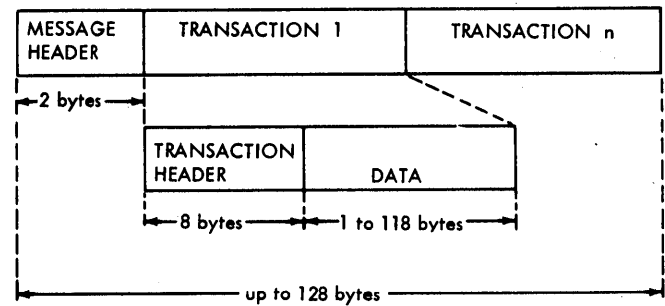 MESSAGE HEADER
TRANSACTION 1
TRANSACTION n
2 bytes
TRANSACTION HEADER
DATA
8 bytes
1 to 118 bytes
up to 128 bytes